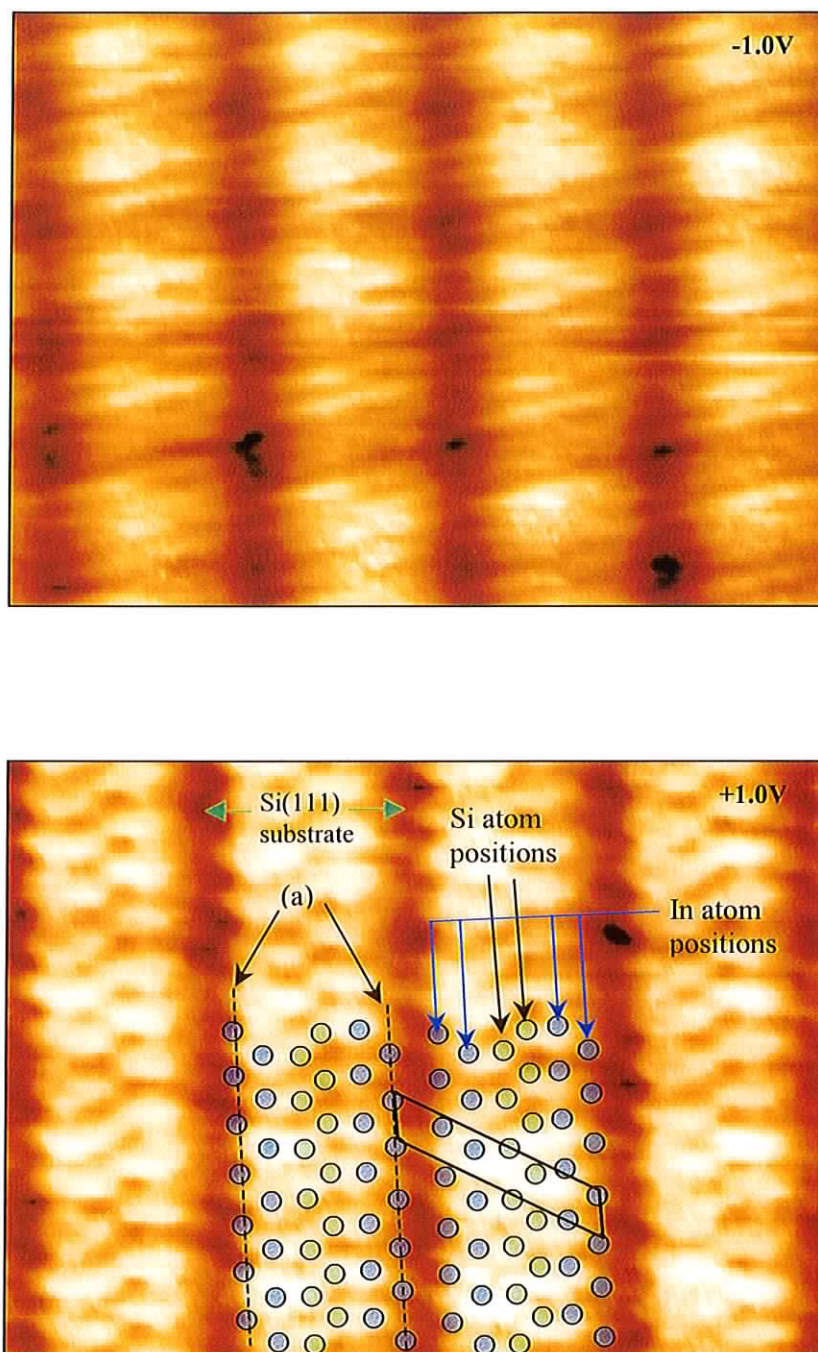 -1.0V
+1.0V
Si(111)
substrate
Si atom
positions
(a)
In atom
positions